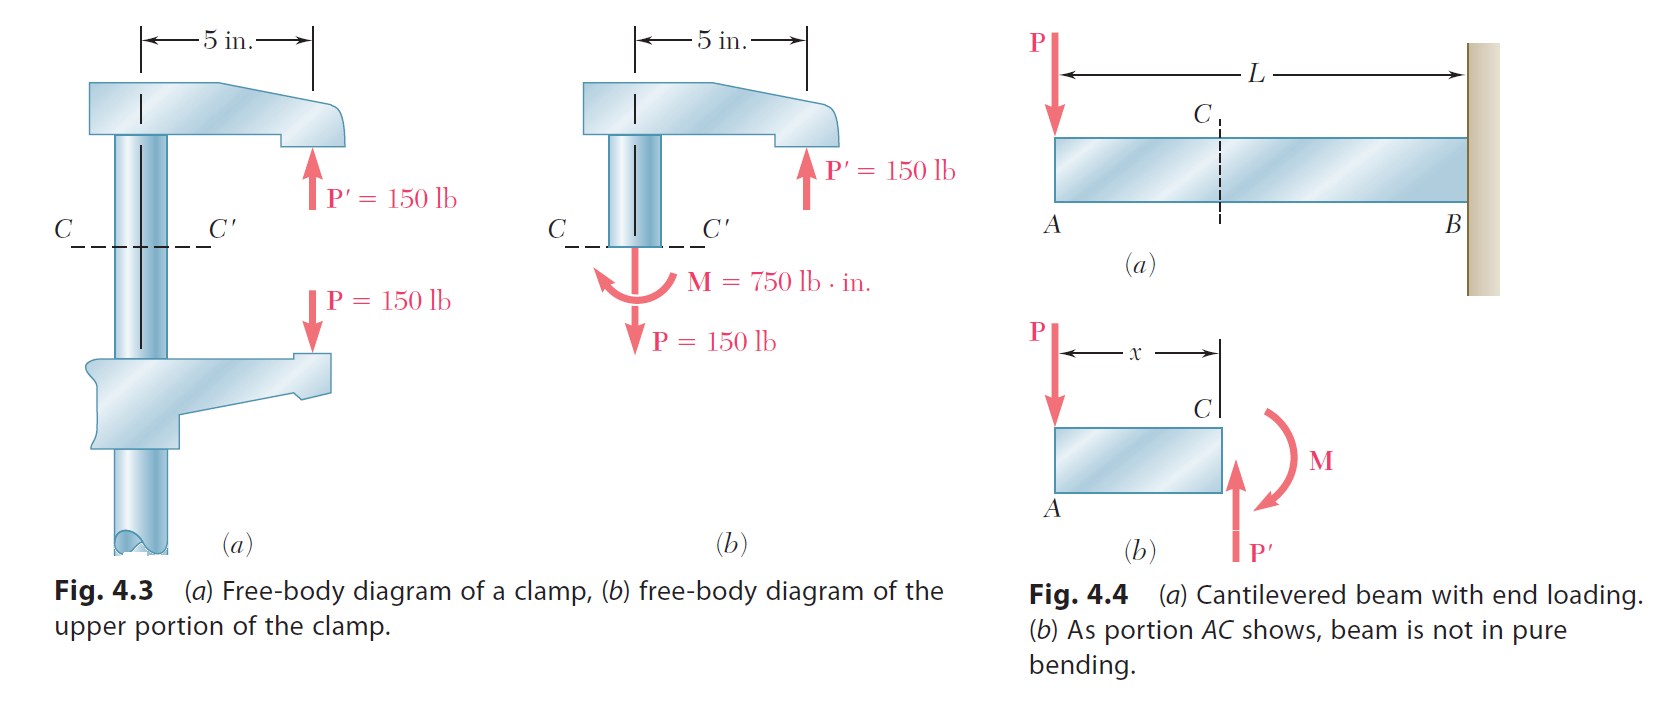 5 in.
P′ = 150 lb
C
C′
P = 150 lb
(a)
5 in.
P′ = 150 lb
C
C′
M = 750 lb · in.
P = 150 lb
(b)
Fig. 4.3 (a) Free-body diagram of a clamp, (b) free-body diagram of the
upper portion of the clamp.
P
L
C
A
B
(a)
P
x
C
M
A
P′
(b)
Fig. 4.4 (a) Cantilevered beam with end loading.
(b) As portion AC shows, beam is not in pure
bending.